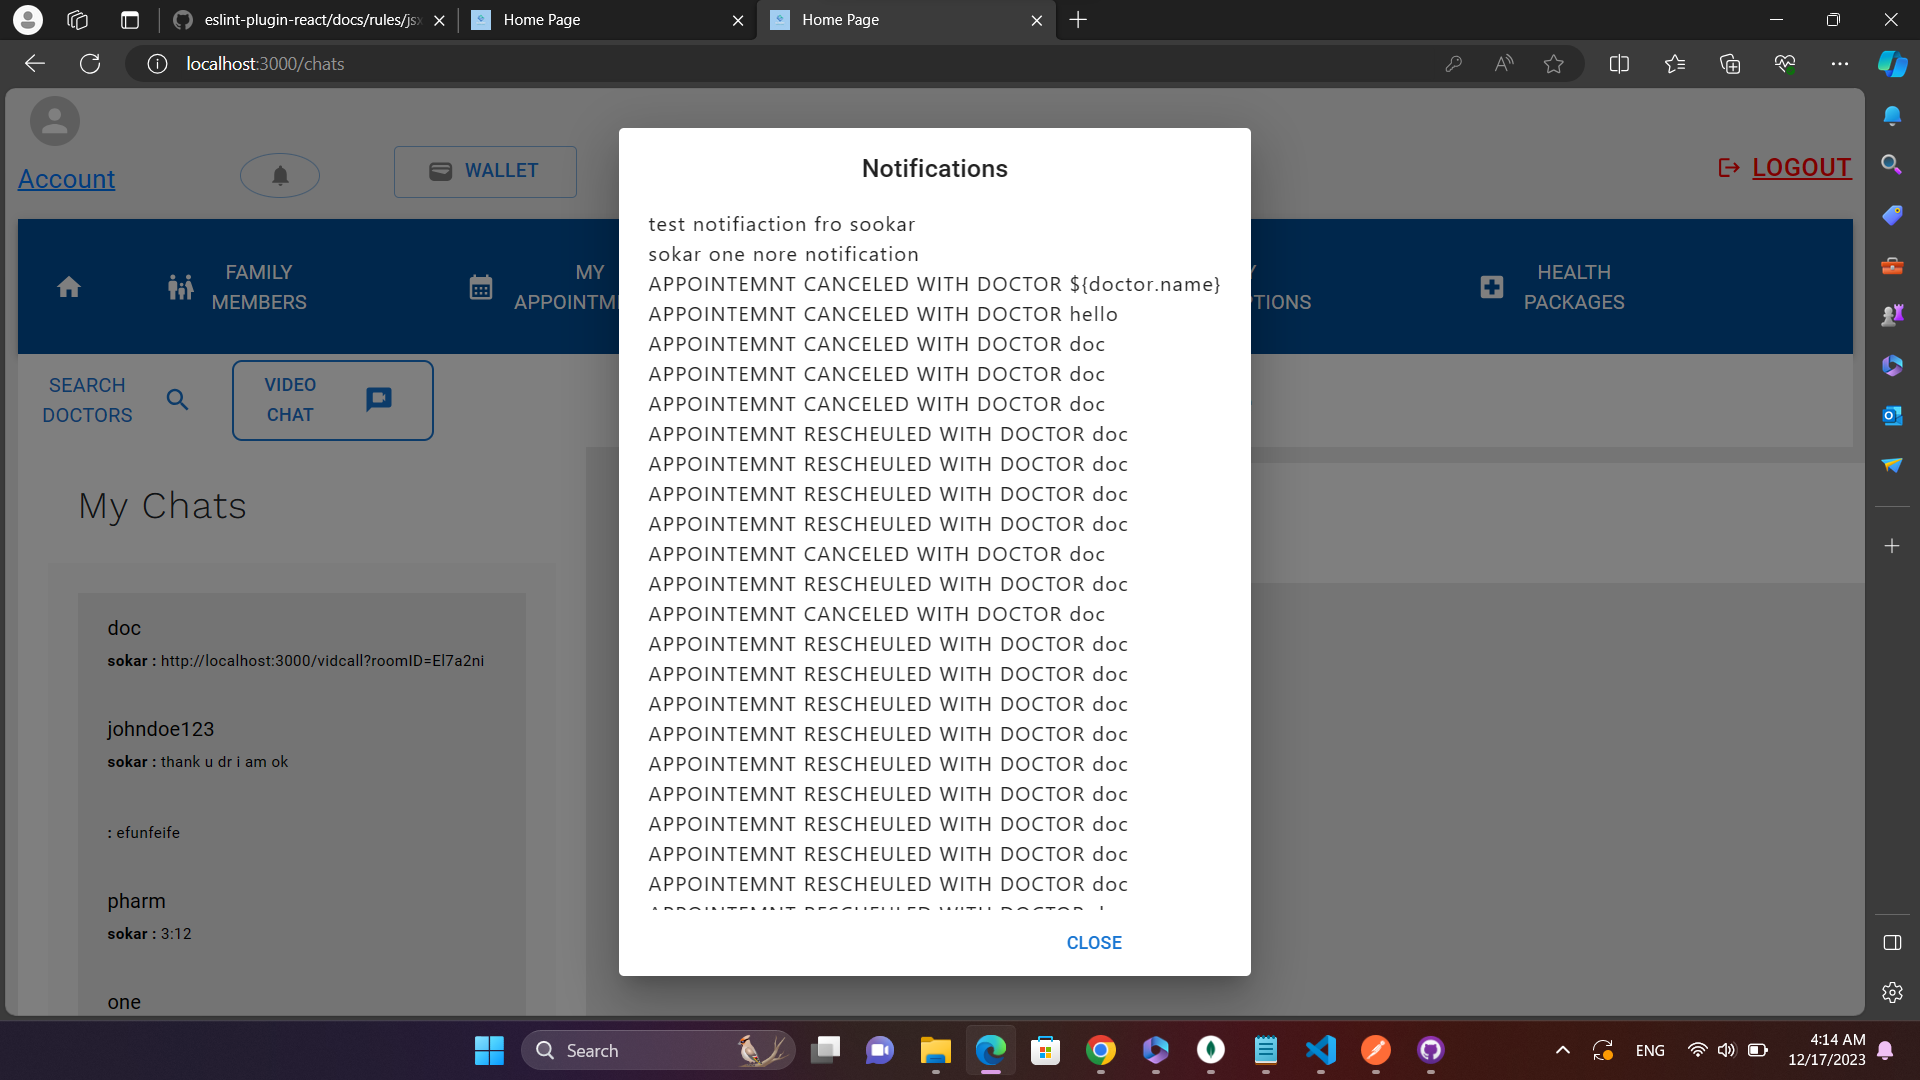 eslint-plugin-react/docs/rules/jsx
Home Page
Home Page
localhost:3000/chats
Account
WALLET
LOGOUT
FAMILY
MEMBERS
MY
HEALTH
PACKAGES
SEARCH
DOCTORS
VIDEO
CHAT
My Chats
doc
sokar : http://localhost:3000/vidcall?roomID=El7a2ni
johndoe123
sokar : thank u dr i am ok
: efunfeife
pharm
sokar : 3:12
one
Notifications
test notifiaction fro sookar
sokar one nore notification
APPOINTEMNT CANCELED WITH DOCTOR ${doctor.name}
APPOINTEMNT CANCELED WITH DOCTOR hello
APPOINTEMNT CANCELED WITH DOCTOR doc
APPOINTEMNT CANCELED WITH DOCTOR doc
APPOINTEMNT CANCELED WITH DOCTOR doc
APPOINTEMNT RESCHEULED WITH DOCTOR doc
APPOINTEMNT RESCHEULED WITH DOCTOR doc
APPOINTEMNT RESCHEULED WITH DOCTOR doc
APPOINTEMNT RESCHEULED WITH DOCTOR doc
APPOINTEMNT CANCELED WITH DOCTOR doc
APPOINTEMNT RESCHEULED WITH DOCTOR doc
APPOINTEMNT CANCELED WITH DOCTOR doc
APPOINTEMNT RESCHEULED WITH DOCTOR doc
APPOINTEMNT RESCHEULED WITH DOCTOR doc
APPOINTEMNT RESCHEULED WITH DOCTOR doc
APPOINTEMNT RESCHEULED WITH DOCTOR doc
APPOINTEMNT RESCHEULED WITH DOCTOR doc
APPOINTEMNT RESCHEULED WITH DOCTOR doc
APPOINTEMNT RESCHEULED WITH DOCTOR doc
APPOINTEMNT RESCHEULED WITH DOCTOR doc
APPOINTEMNT RESCHEULED WITH DOCTOR doc
CLOSE
Search
ENG
4:14 AM
12/17/2023